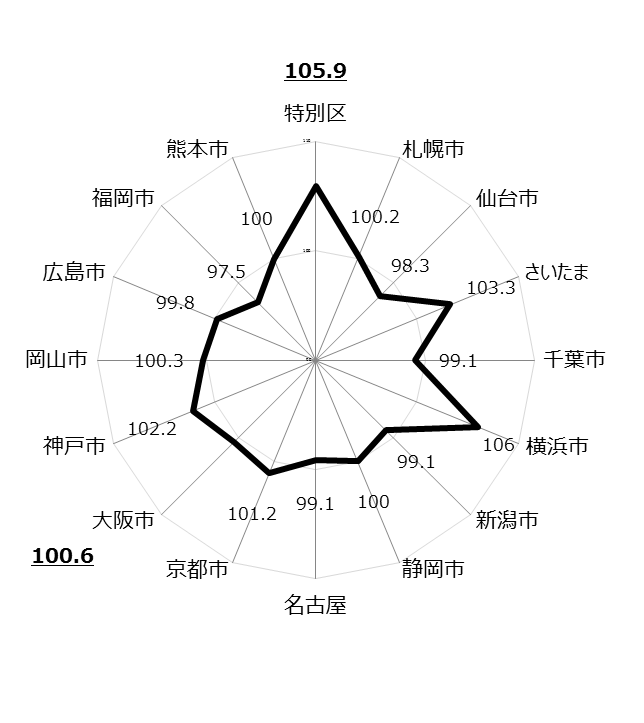 105.9
特別区
熊本市
札幌市
福岡市
仙台市
100
100.2
広島市
97.5
98.3
さいたま
99.8
103.3
岡山市
100.3
99.1
千葉市
神戸市
102.2
106
横浜市
99.1
大阪市
101.2
99.1
100
新潟市
100.6
京都市
静岡市
名古屋